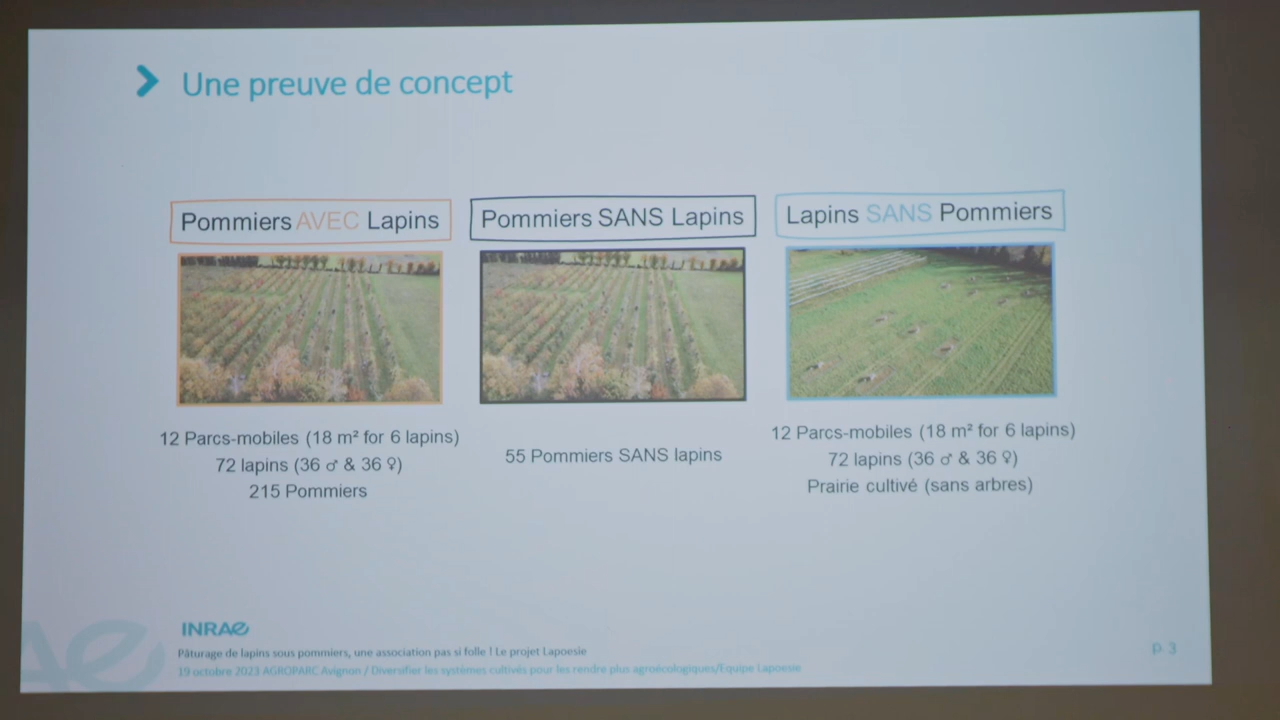 Une preuve de concept
Pommiers AVEC Lapins
Pommiers SANS Lapins
Lapins SANS Pommiers
12 Parcs-mobiles (18 m² for 6 lapins)
72 lapins (36 ♂ & 36 ♀)
215 Pommiers
55 Pommiers SANS lapins
12 Parcs-mobiles (18 m² for 6 lapins)
72 lapins (36 ♂ & 36 ♀)
Prairie cultivé (sans arbres)
INRAE
Pâturage de lapins sous pommiers, une association pas si folle ! Le projet Lapoesie
19 octobre 2023 AGROPARC Avignon / Diversifier les systèmes cultivés pour les rendre plus agroécologiques/Equipe Lapoesie
p. 3